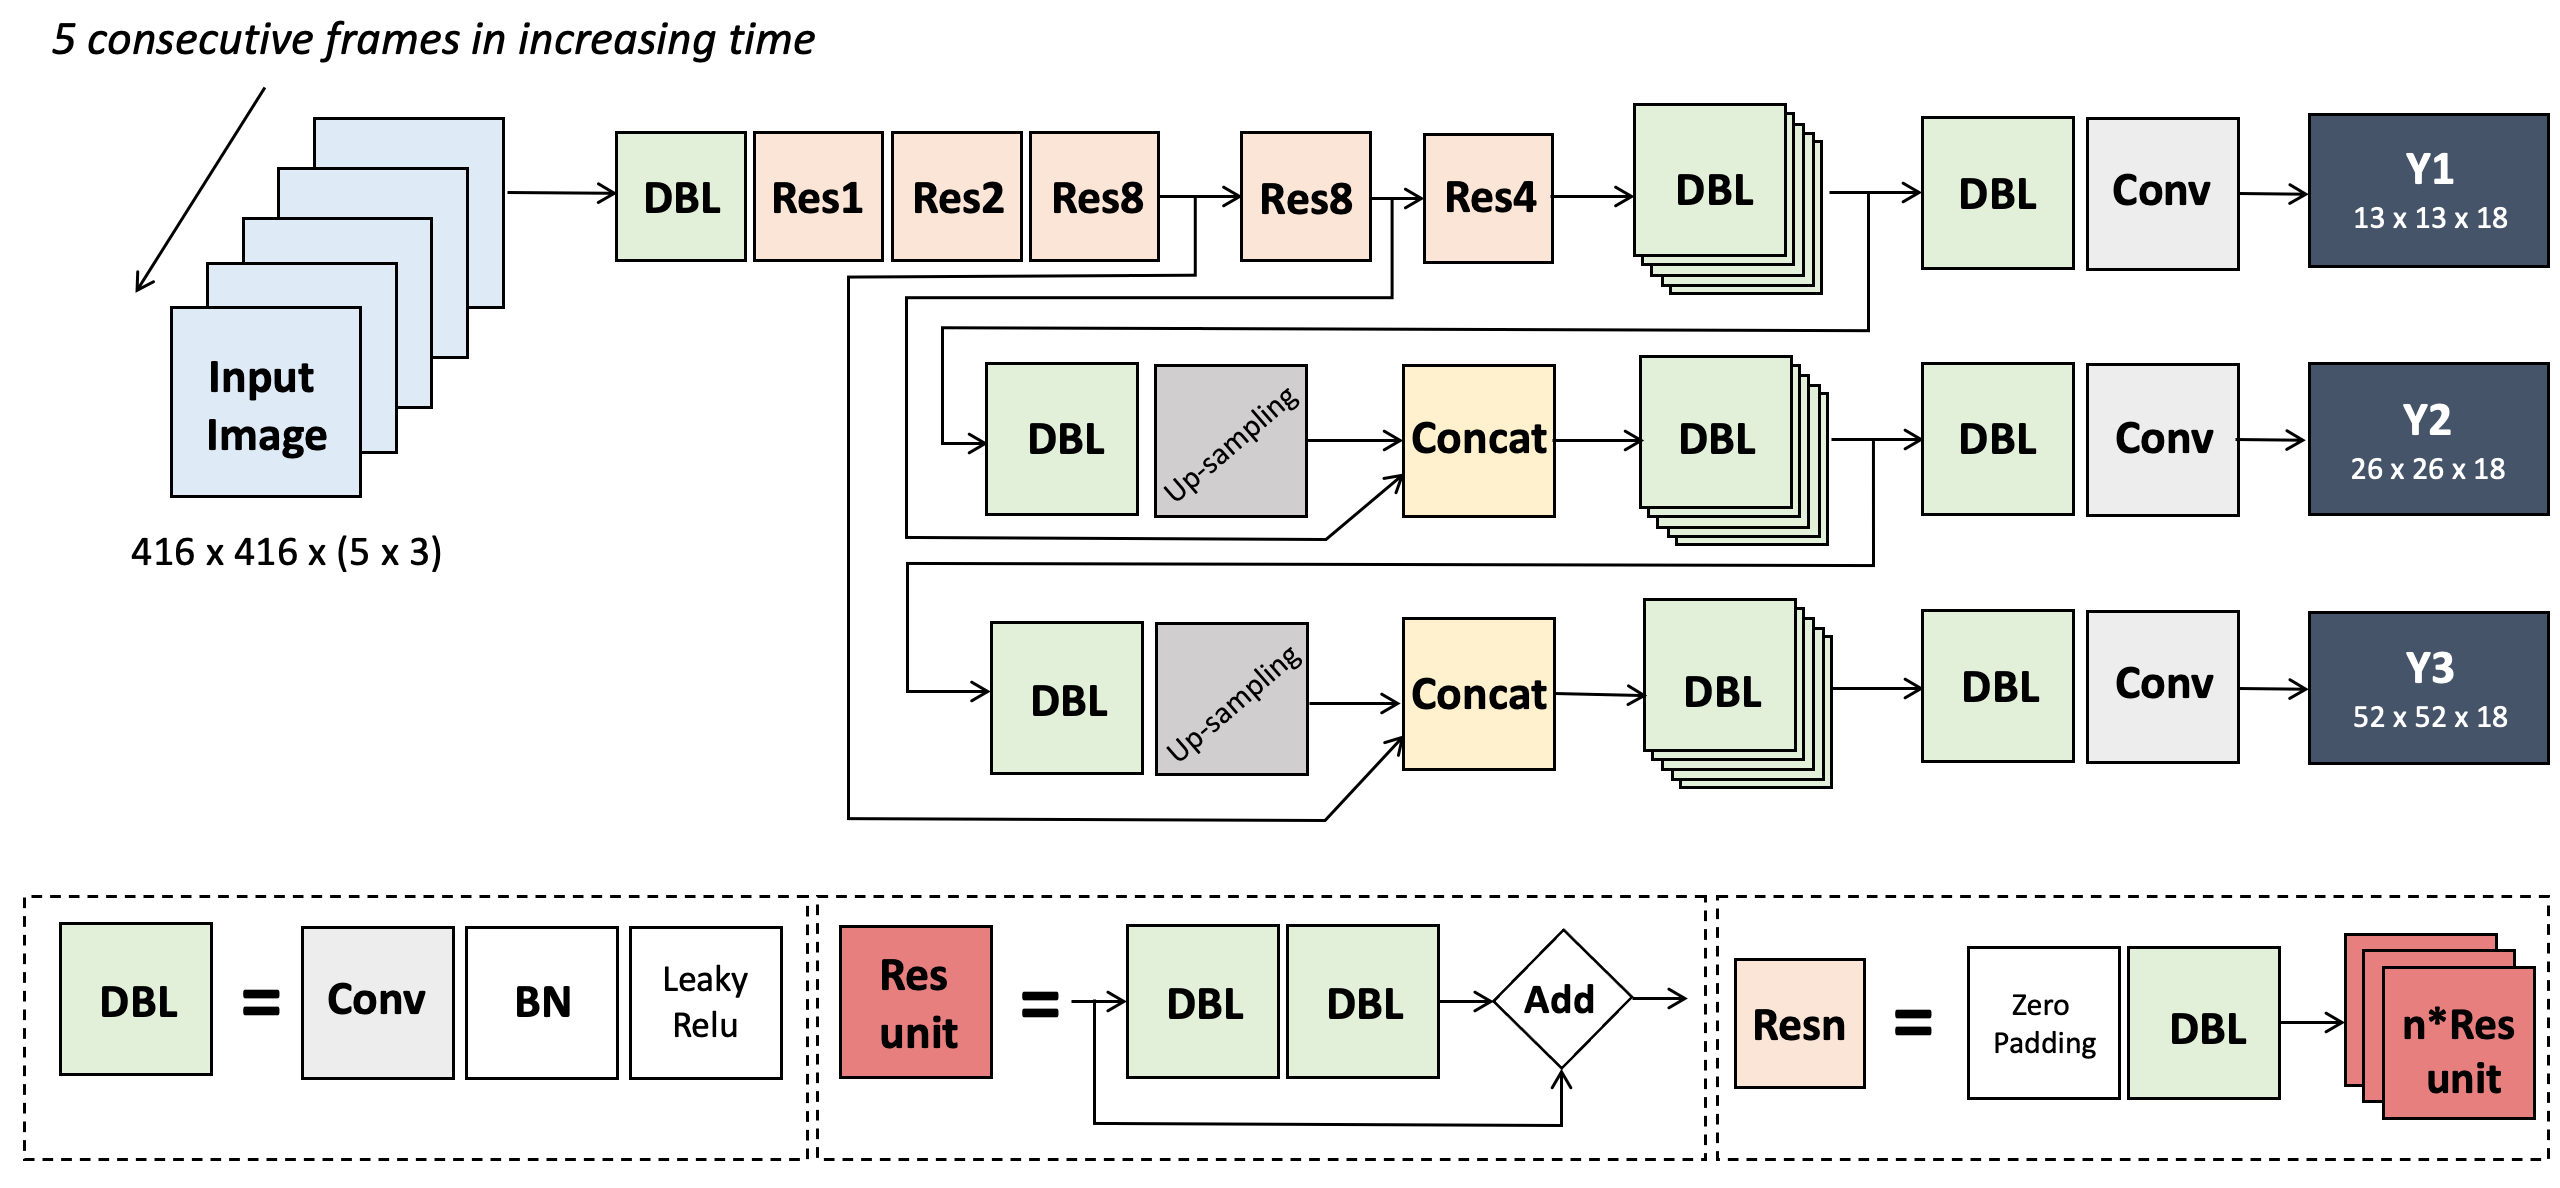 5 consecutive frames in increasing time
Input
Image
416 x 416 x (5 x 3)
DBL
Res1
Res2
Res8
Res8
Res4
DBL
DBL
Conv
Y1
13 x 13 x 18
DBL
Up-sampling
Concat
DBL
DBL
Conv
Y2
26 x 26 x 18
DBL
Up-sampling
Concat
DBL
DBL
Conv
Y3
52 x 52 x 18
DBL
=
Conv
BN
Leaky
Relu
Res
unit
=
DBL
DBL
Add
Resn
=
Zero
Padding
DBL
n*Res
unit